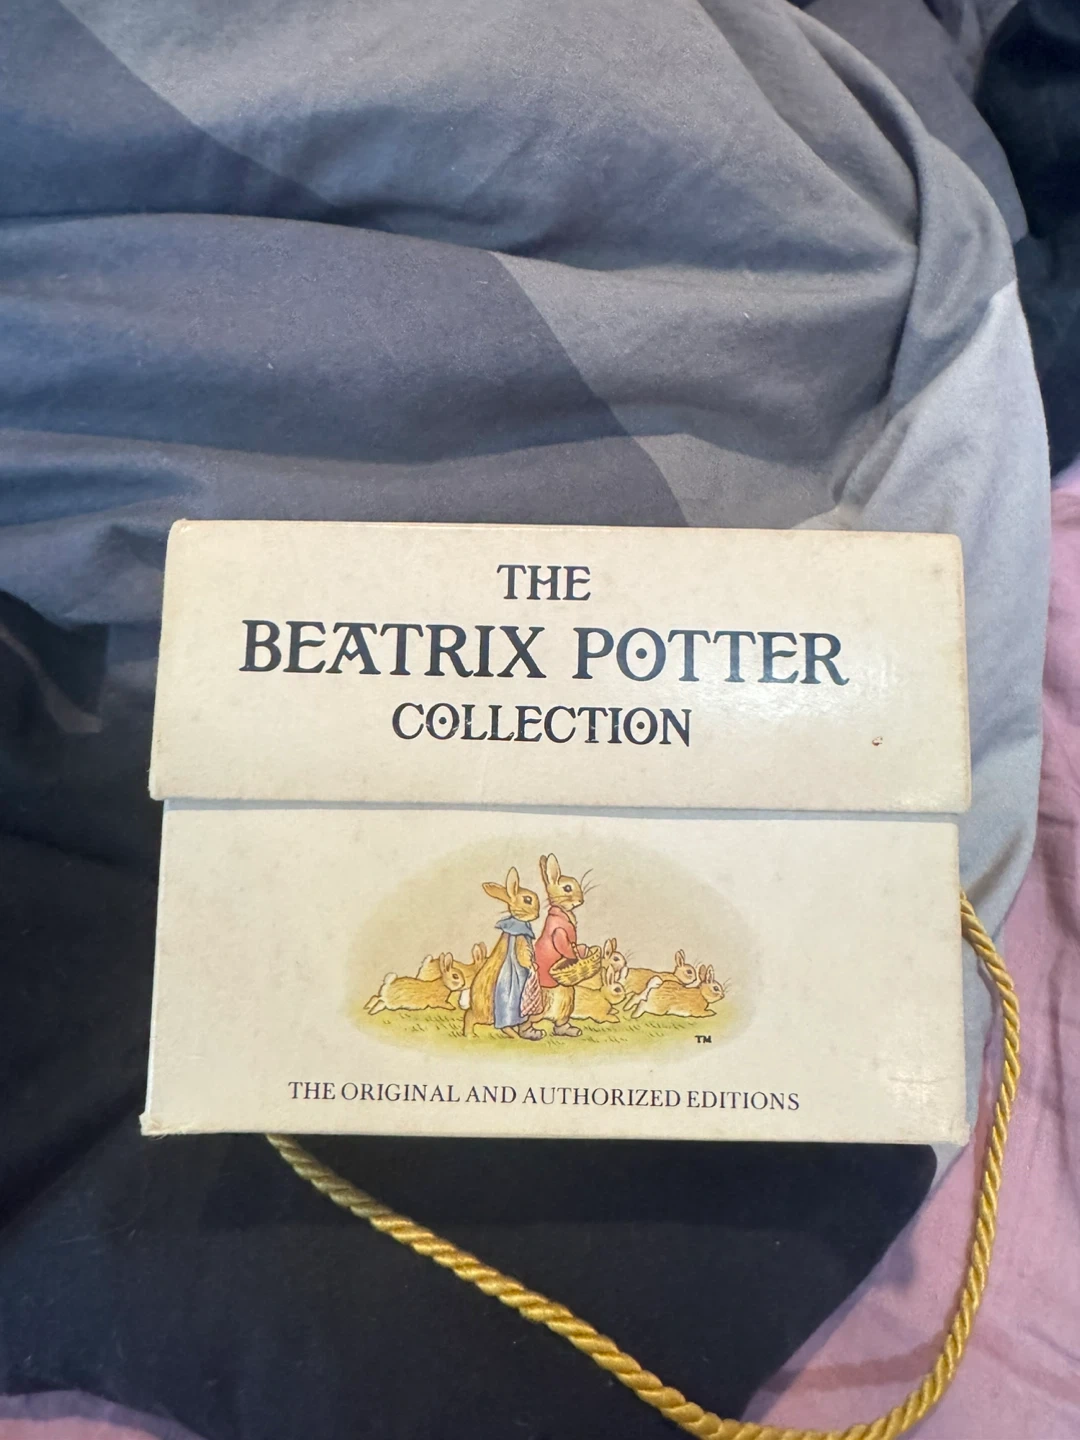 THE
BEATRIX POTTER
COLLECTION
TM
THE ORIGINAL AND AUTHORIZED EDITIONS